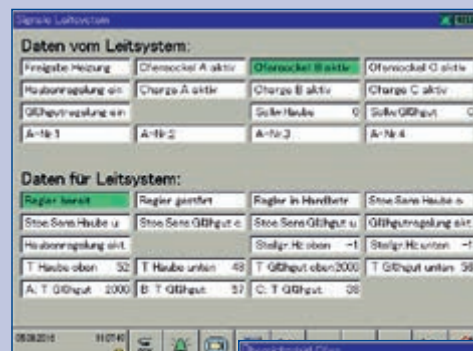 Signale Leitsystem
Daten vom Leitsystem:
Freigabe Heizung Ofensockel A aktiv Ofensockel B aktiv Ofensockel C aktiv
Haubenregelung ein Charge A aktiv Charge B aktiv Charge C aktiv
Glühgutregelung ein Sollw Haube 0 Sollw Glühgut
A-Nr.1 A-Nr.2 A-Nr.3 A-Nr.4
Daten für Leitsystem:
Regler bereit Regler gestört Regler in Handbetr Stoe.Sens Haube o.
Stoe.Sens Haube u Stoe.Sens Glühgut o Stoe.Sens Glühgut u Glühgutregelung akt.
Haubenregelung akt. Stellgr.Hz oben -1 Stellgr.Hz unten -1
T Haube oben 52 T Haube unten 48 T Glühgut oben 2000 T Glühgut unten
A: T Glühgut 2000 B: T Glühgut 37 C: T Glühgut 38